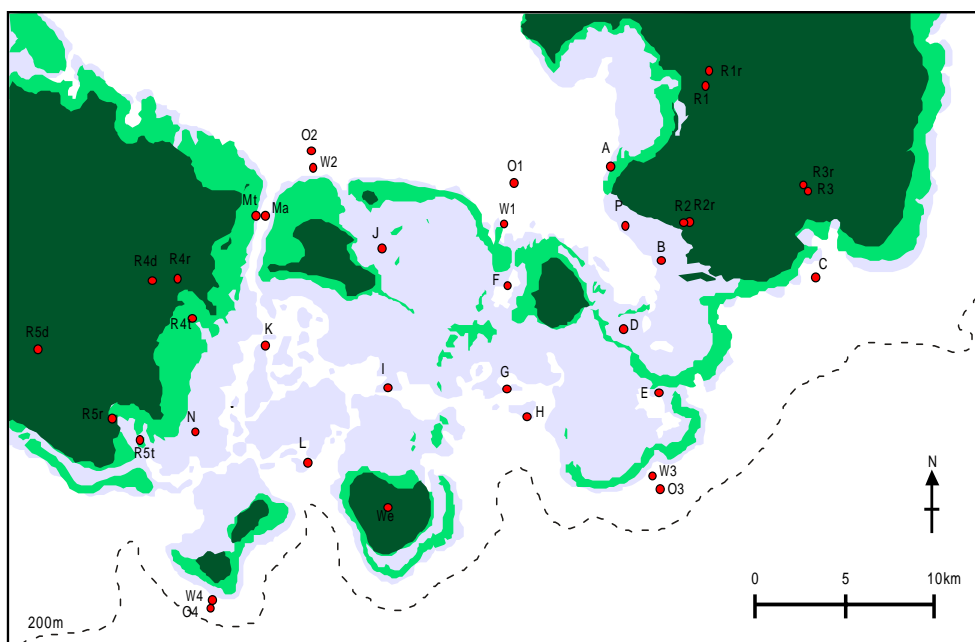 R1r
R1
O2
W2
A
O1
R3r
R3
Mt
Ma
W1
P
R2
R2r
J
B
R4d
R4r
F
C
R4t
D
K
R5d
I
G
E
H
R5r
N
R5t
L
W3
O3
We
N
0
5
10km
W4
O4
200m